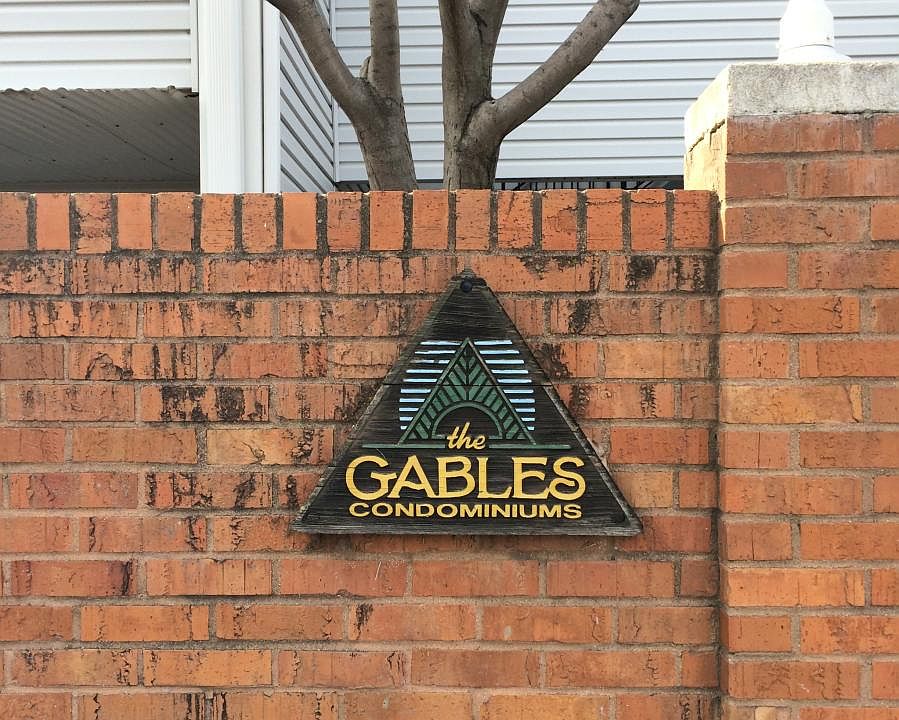 the
GABLES
CONDOMINIUMS